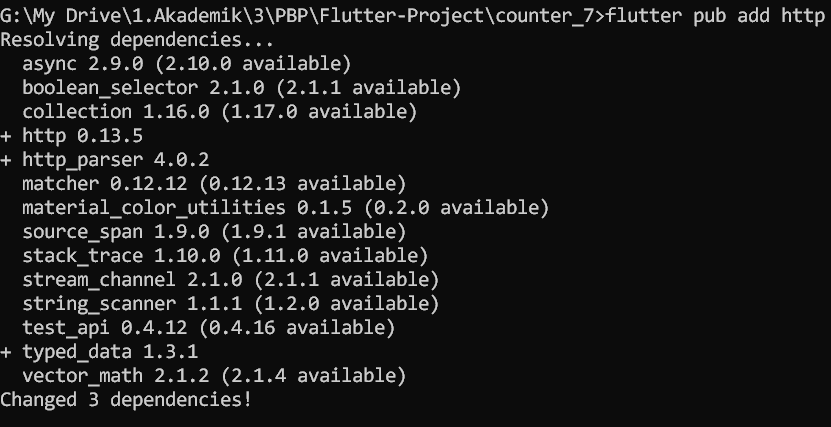 G:\My Drive\1.Akademik\3\PBP\Flutter-Project\counter_7>flutter pub add http
Resolving dependencies...
  async 2.9.0 (2.10.0 available)
  boolean_selector 2.1.0 (2.1.1 available)
  collection 1.16.0 (1.17.0 available)
+ http 0.13.5
+ http_parser 4.0.2
  matcher 0.12.12 (0.12.13 available)
  material_color_utilities 0.1.5 (0.2.0 available)
  source_span 1.9.0 (1.9.1 available)
  stack_trace 1.10.0 (1.11.0 available)
  stream_channel 2.1.0 (2.1.1 available)
  string_scanner 1.1.1 (1.2.0 available)
  test_api 0.4.12 (0.4.16 available)
+ typed_data 1.3.1
  vector_math 2.1.2 (2.1.4 available)
Changed 3 dependencies!